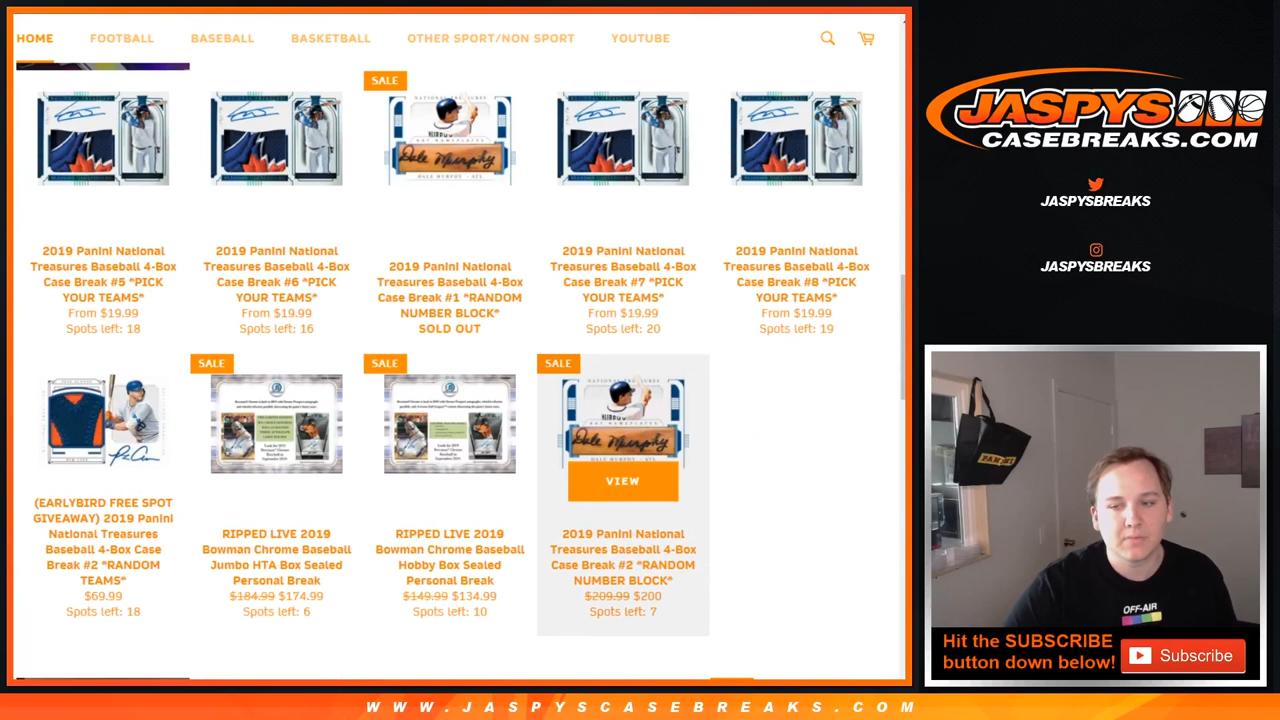 HOME FOOTBALL BASEBALL BASKETBALL OTHER SPORT/NON SPORT YOUTUBE
SALE
Dale Murphy
DALE MURPHY - ATL
2019 Panini National
Treasures Baseball 4-Box
Case Break #5 *PICK
YOUR TEAMS*
From $19.99
Spots left: 18
2019 Panini National
Treasures Baseball 4-Box
Case Break #6 *PICK
YOUR TEAMS*
From $19.99
Spots left: 16
2019 Panini National
Treasures Baseball 4-Box
Case Break #1 *RANDOM
NUMBER BLOCK*
SOLD OUT
2019 Panini National
Treasures Baseball 4-Box
Case Break #7 *PICK
YOUR TEAMS*
From $19.99
Spots left: 20
2019 Panini National
Treasures Baseball 4-Box
Case Break #8 *PICK
YOUR TEAMS*
From $19.99
Spots left: 19
(EARLYBIRD FREE SPOT
GIVEAWAY) 2019 Panini
National Treasures
Baseball 4-Box Case
Break #2 *RANDOM
TEAMS*
$69.99
Spots left: 18
SALE
RIPPED LIVE 2019
Bowman Chrome Baseball
Jumbo HTA Box Sealed
Personal Break
$184.99 $174.99
Spots left: 6
SALE
RIPPED LIVE 2019
Bowman Chrome Baseball
Hobby Box Sealed
Personal Break
$149.99 $134.99
Spots left: 10
SALE
Dale Murphy
VIEW
2019 Panini National
Treasures Baseball 4-Box
Case Break #2 *RANDOM
NUMBER BLOCK*
$209.99 $200
Spots left: 7
JASPYS
CASEBREAKS.COM
JASPYSBREAKS
JASPYSBREAKS
PANINI
OFF-AIR
Hit the SUBSCRIBE
button down below!
Subscribe
WWW.JASPYSCASEBREAKS.COM